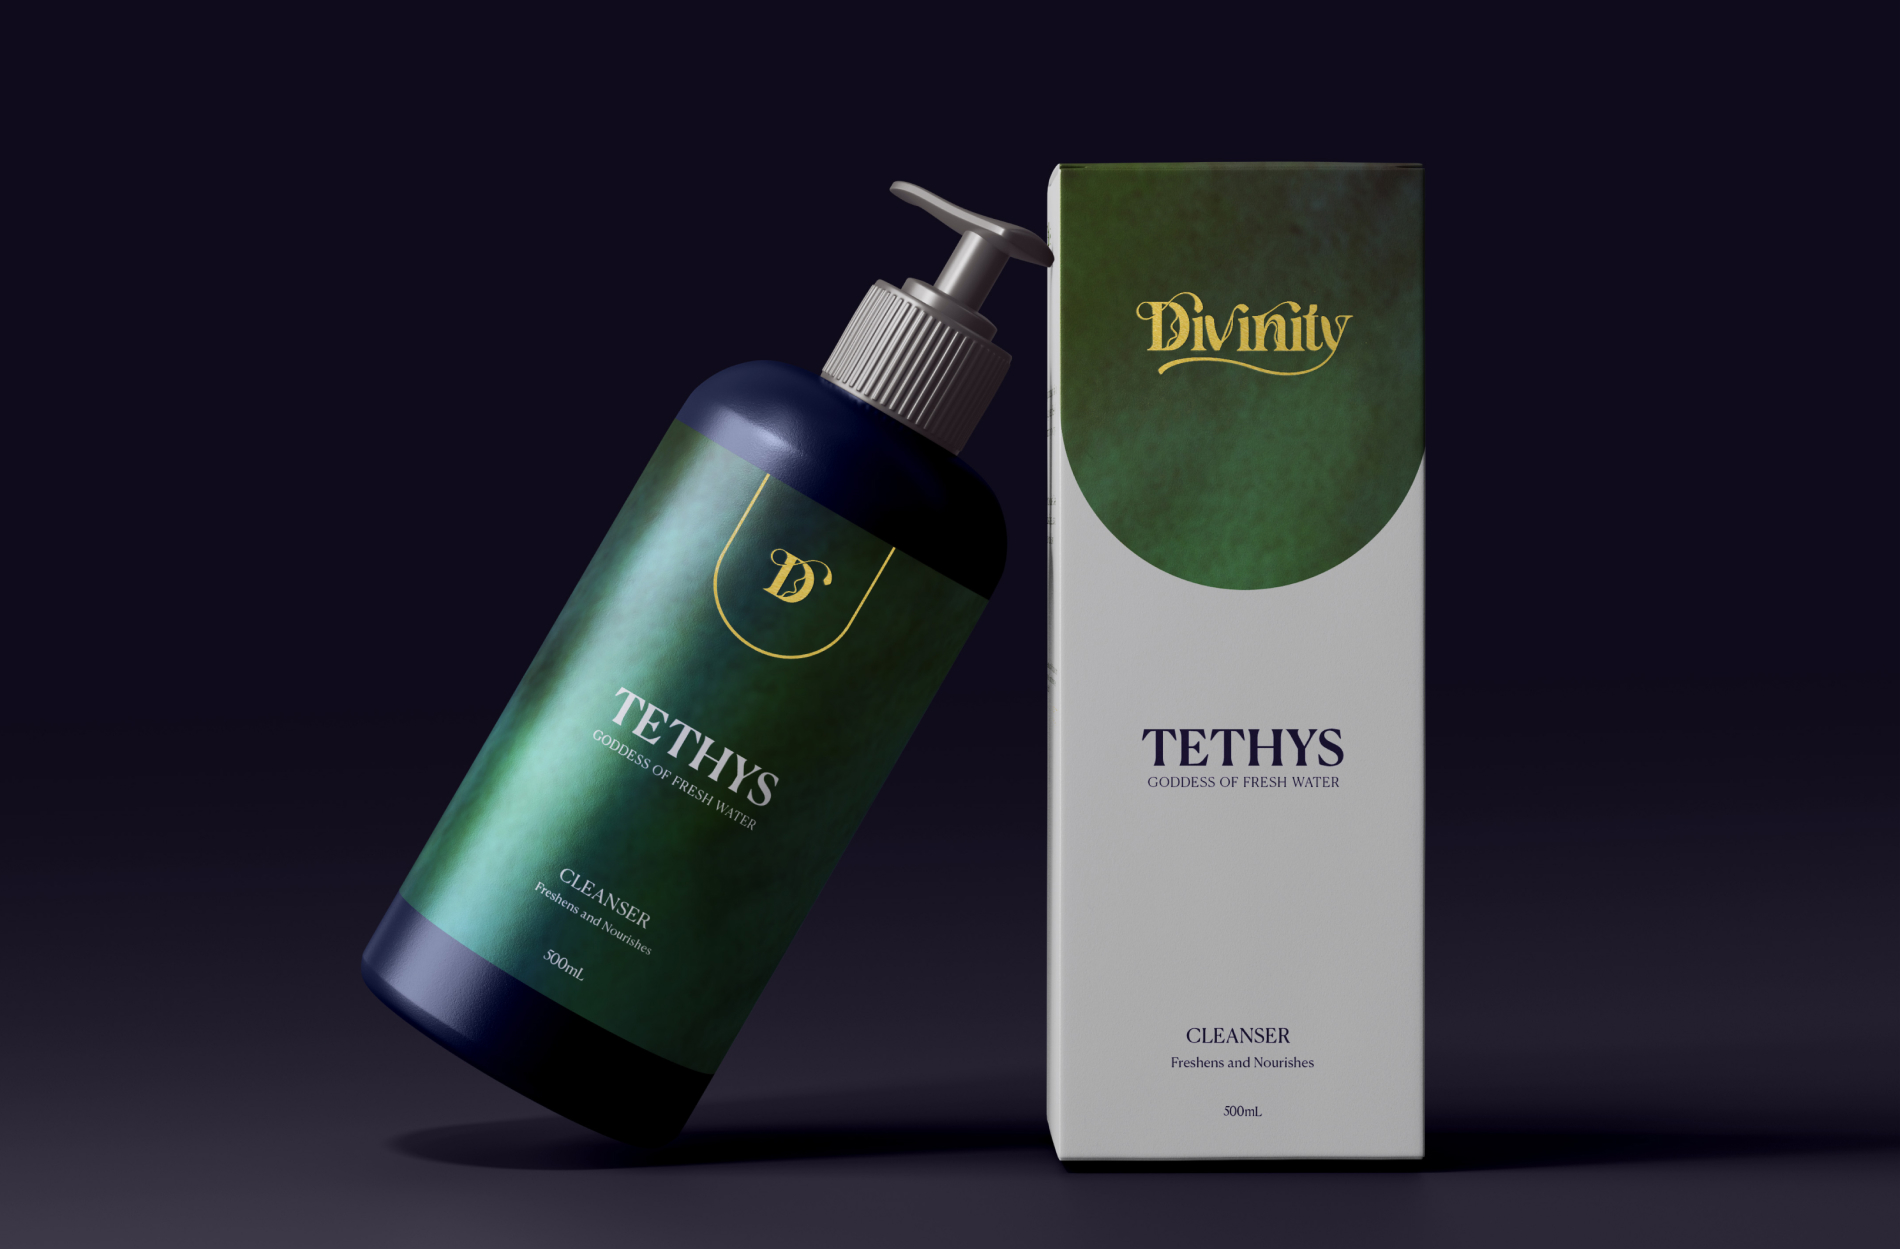 D
TETHYS
GODDESS OF FRESH WATER
CLEANSER
Freshens and Nourishes
500mL
Divinity
TETHYS
GODDESS OF FRESH WATER
CLEANSER
Freshens and Nourishes
500mL